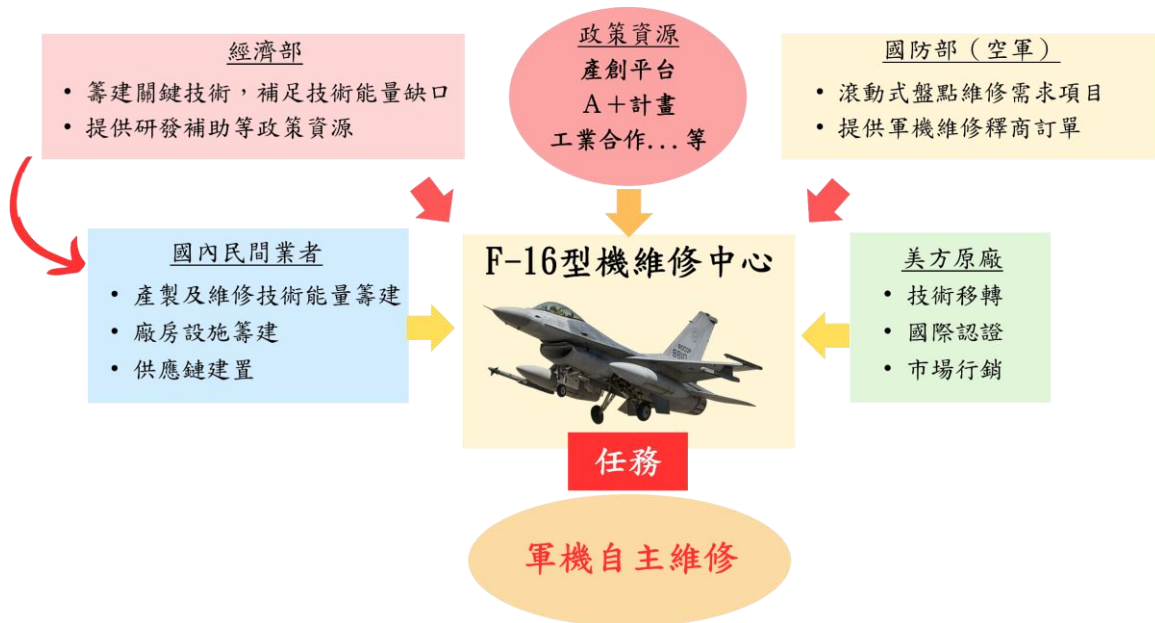 經濟部
• 籌建關鍵技術，補足技術能量缺口
• 提供研發補助等政策資源
政策資源
產創平台
A＋計畫
工業合作...等
國防部（空軍）
• 滾動式盤點維修需求項目
• 提供軍機維修釋商訂單
國內民間業者
• 產製及維修技術能量籌建
• 廠房設施籌建
• 供應鏈建置
F-16型機維修中心
美方原廠
• 技術移轉
• 國際認證
• 市場行銷
任務
軍機自主維修